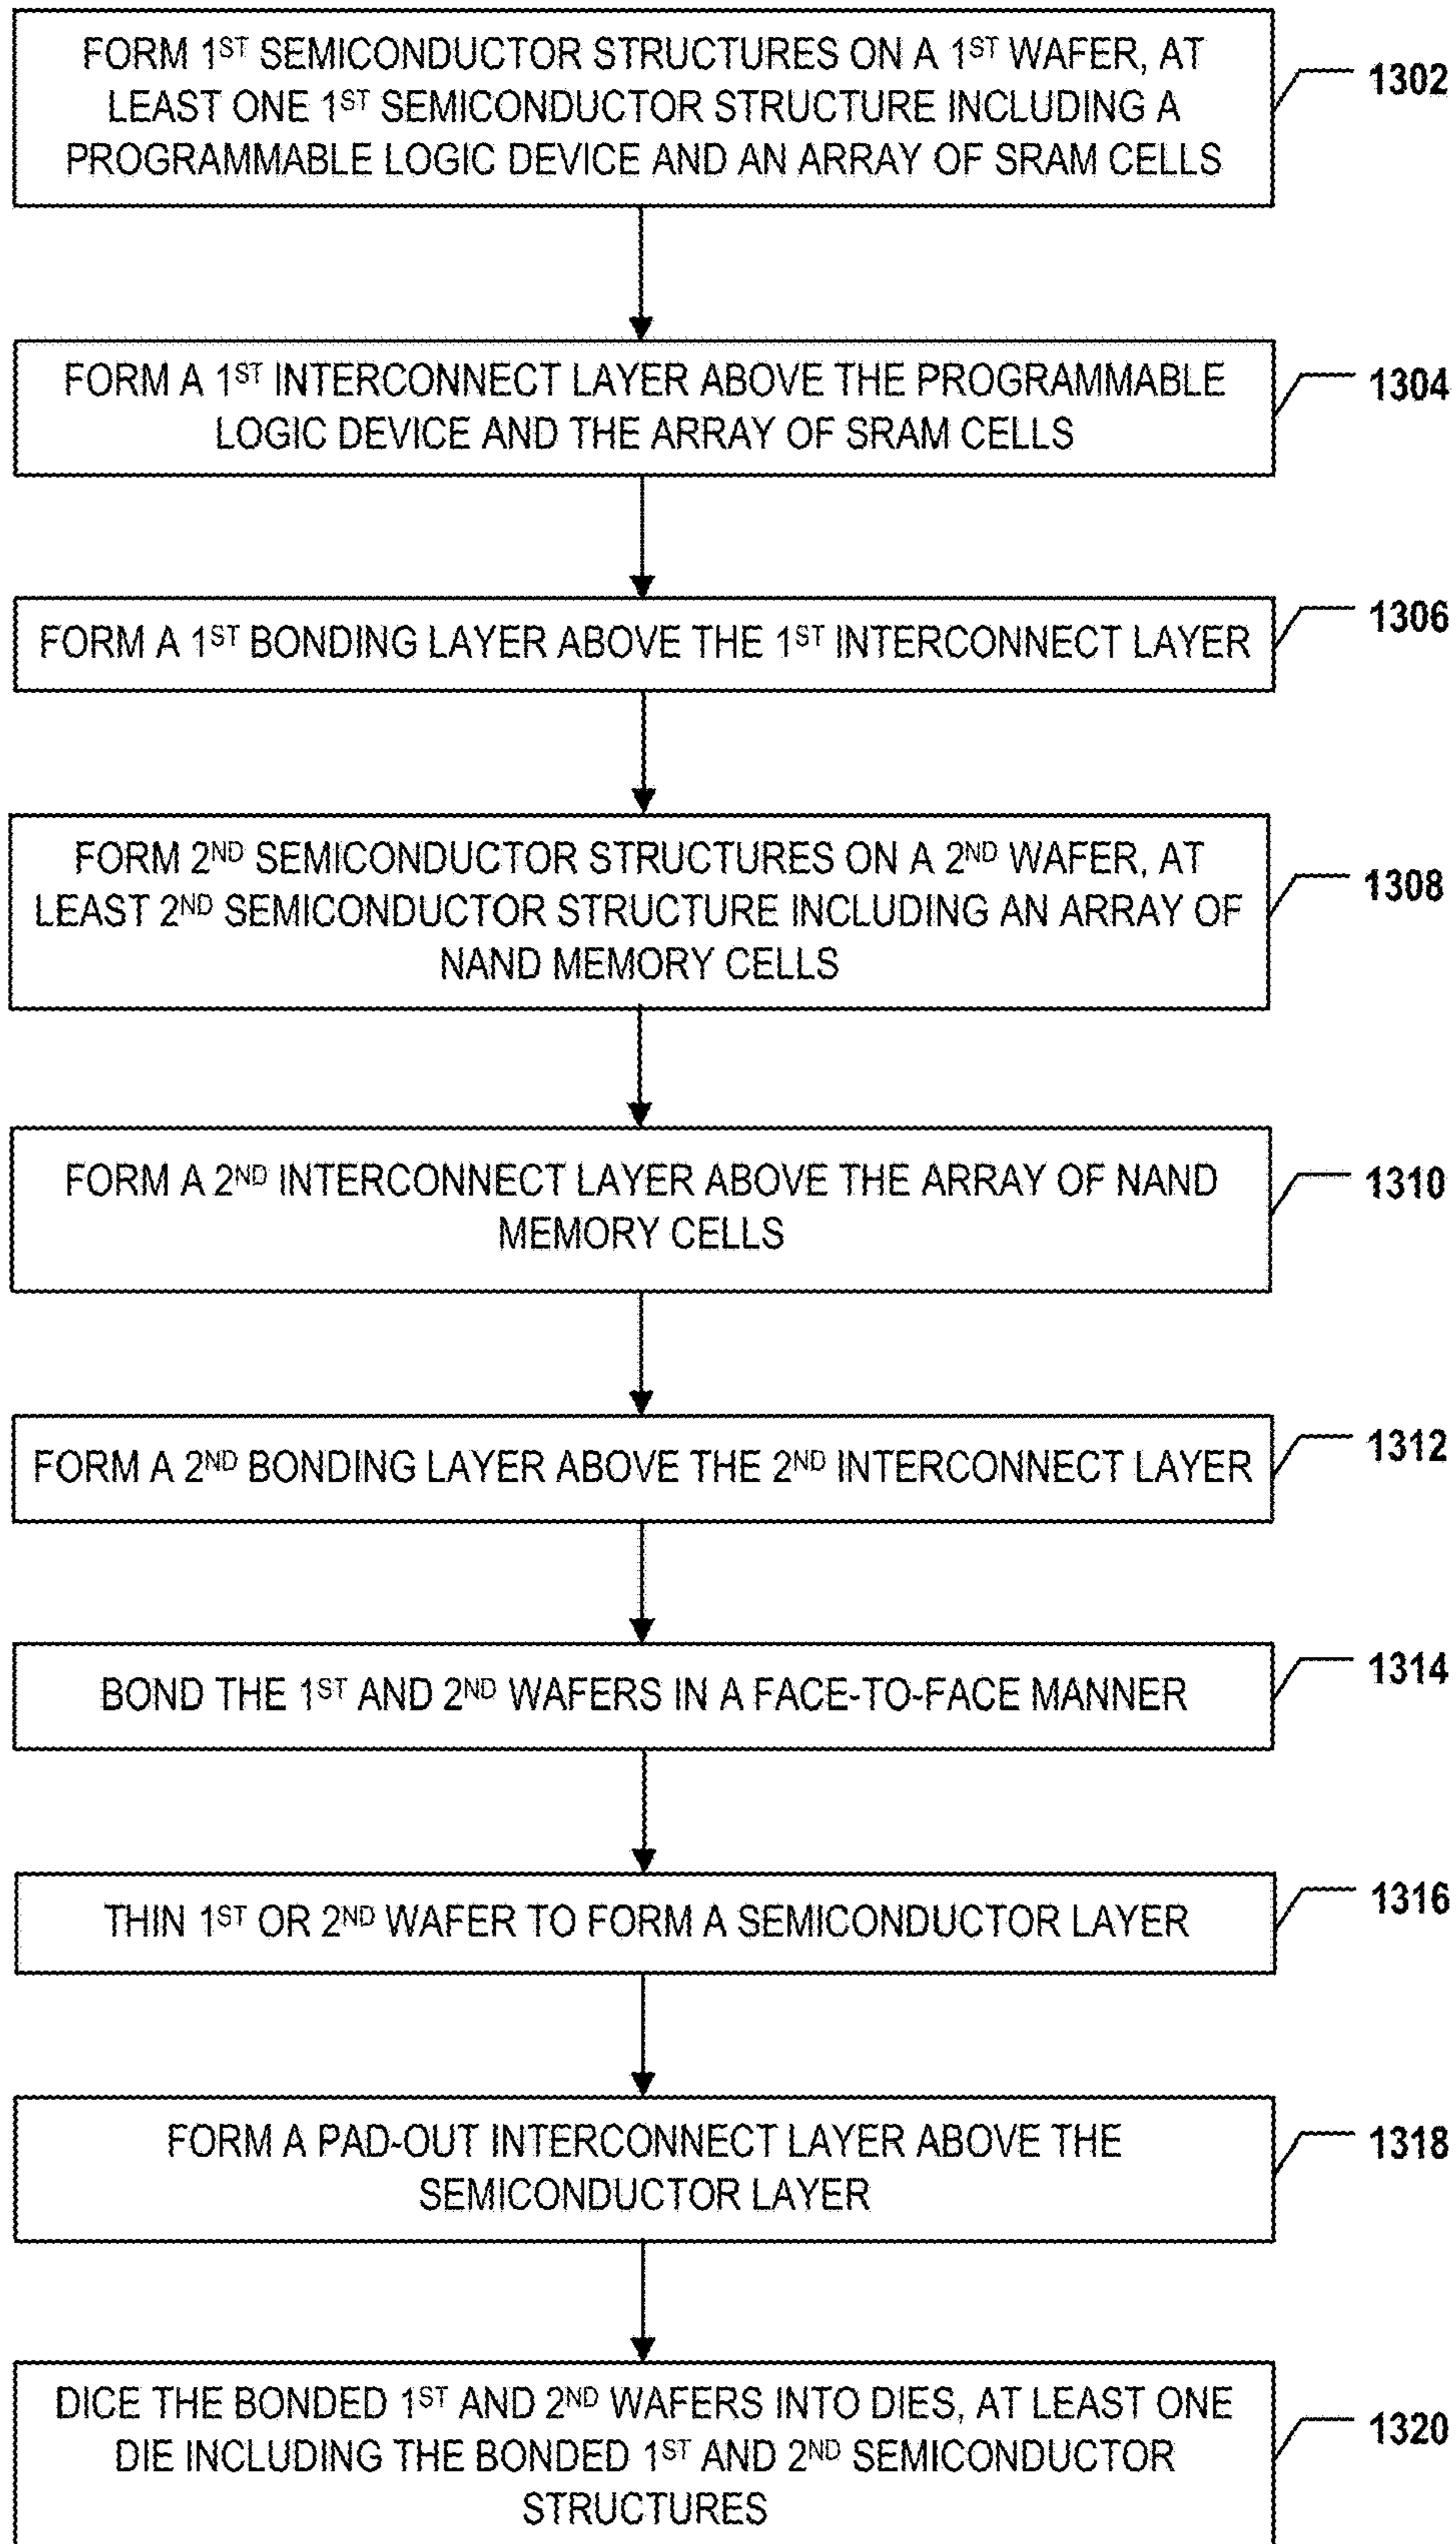 FORM 1ST SEMICONDUCTOR STRUCTURES ON A 1ST WAFER, AT
LEAST ONE 1ST SEMICONDUCTOR STRUCTURE INCLUDING A
PROGRAMMABLE LOGIC DEVICE AND AN ARRAY OF SRAM CELLS
1302
FORM A 1ST INTERCONNECT LAYER ABOVE THE PROGRAMMABLE
LOGIC DEVICE AND THE ARRAY OF SRAM CELLS
1304
FORM A 1ST BONDING LAYER ABOVE THE 1ST INTERCONNECT LAYER
1306
FORM 2ND SEMICONDUCTOR STRUCTURES ON A 2ND WAFER, AT
LEAST 2ND SEMICONDUCTOR STRUCTURE INCLUDING AN ARRAY OF
NAND MEMORY CELLS
1308
FORM A 2ND INTERCONNECT LAYER ABOVE THE ARRAY OF NAND
MEMORY CELLS
1310
FORM A 2ND BONDING LAYER ABOVE THE 2ND INTERCONNECT LAYER
1312
BOND THE 1ST AND 2ND WAFERS IN A FACE-TO-FACE MANNER
1314
THIN 1ST OR 2ND WAFER TO FORM A SEMICONDUCTOR LAYER
1316
FORM A PAD-OUT INTERCONNECT LAYER ABOVE THE
SEMICONDUCTOR LAYER
1318
DICE THE BONDED 1ST AND 2ND WAFERS INTO DIES, AT LEAST ONE
DIE INCLUDING THE BONDED 1ST AND 2ND SEMICONDUCTOR
STRUCTURES
1320